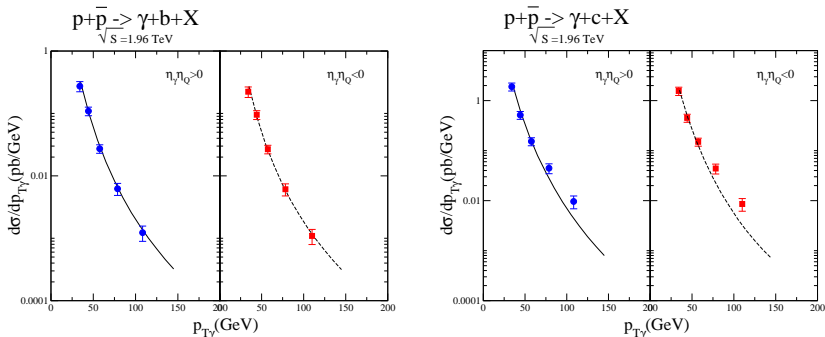 p+p̅ -> γ+b+X
√S =1.96 TeV
η_γη_Q>0
η_γη_Q<0
1
0.01
0.0001
dσ/dp_Tγ(pb/GeV)
0 50 100 150 200 0 50 100 150 200
p_Tγ(GeV)
p+p̅ -> γ+c+X
√S =1.96 TeV
η_γη_Q>0
η_γη_Q<0
1
0.01
0.0001
dσ/dp_Tγ(pb/GeV)
0 50 100 150 200 0 50 100 150 200
p_Tγ(GeV)